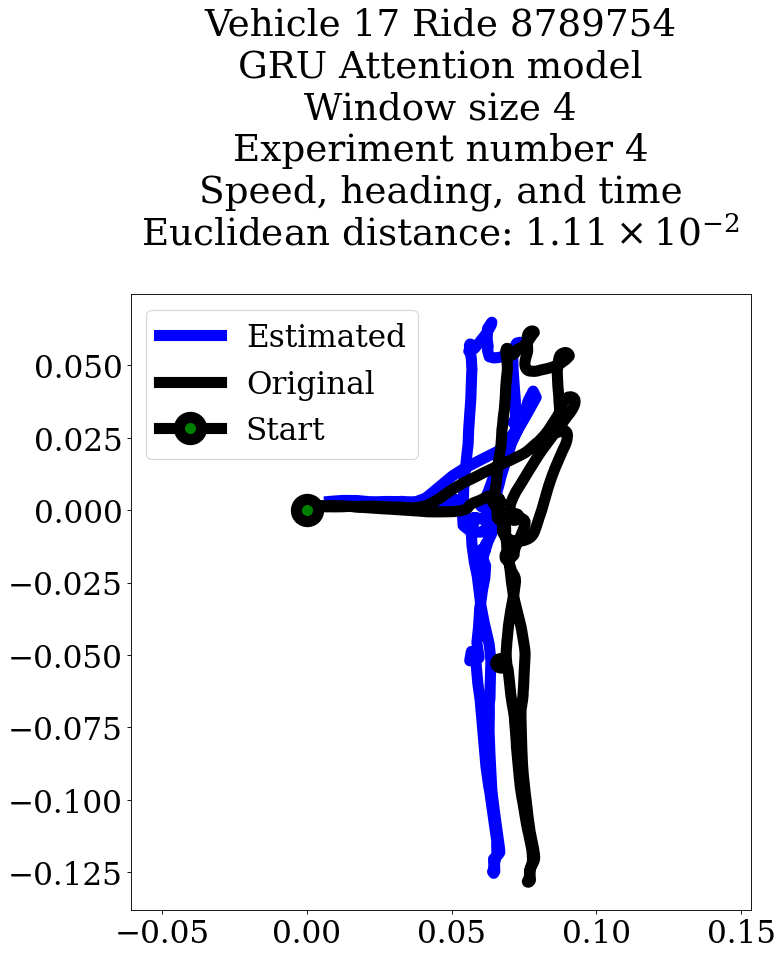 Vehicle 17 Ride 8789754
GRU Attention model
Window size 4
Experiment number 4
Speed, heading, and time
Euclidean distance: 1.11 × 10⁻²
Estimated
Original
Start
0.050
0.025
0.000
−0.025
−0.050
−0.075
−0.100
−0.125
−0.05 0.00 0.05 0.10 0.15